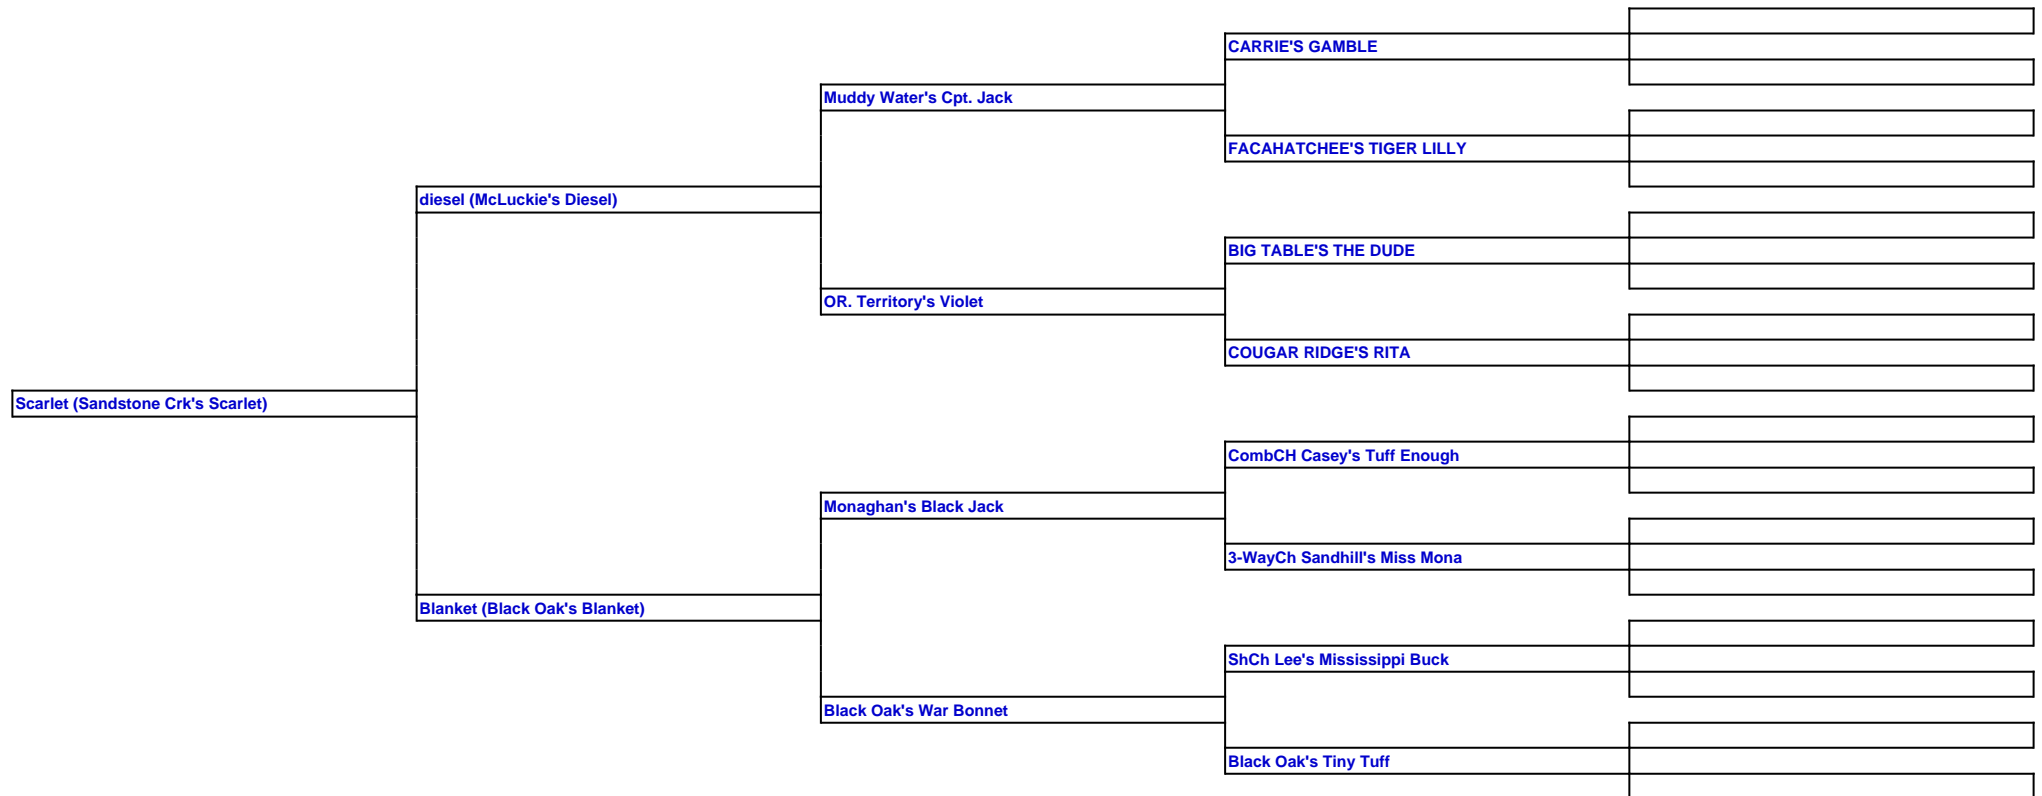 CARRIE'S GAMBLE
Muddy Water's Cpt. Jack
FACAHATCHEE'S TIGER LILLY
diesel (McLuckie's Diesel)
BIG TABLE'S THE DUDE
OR. Territory's Violet
COUGAR RIDGE'S RITA
Scarlet (Sandstone Crk's Scarlet)
CombCH Casey's Tuff Enough
Monaghan's Black Jack
3-WayCh Sandhill's Miss Mona
Blanket (Black Oak's Blanket)
ShCh Lee's Mississippi Buck
Black Oak's War Bonnet
Black Oak's Tiny Tuff